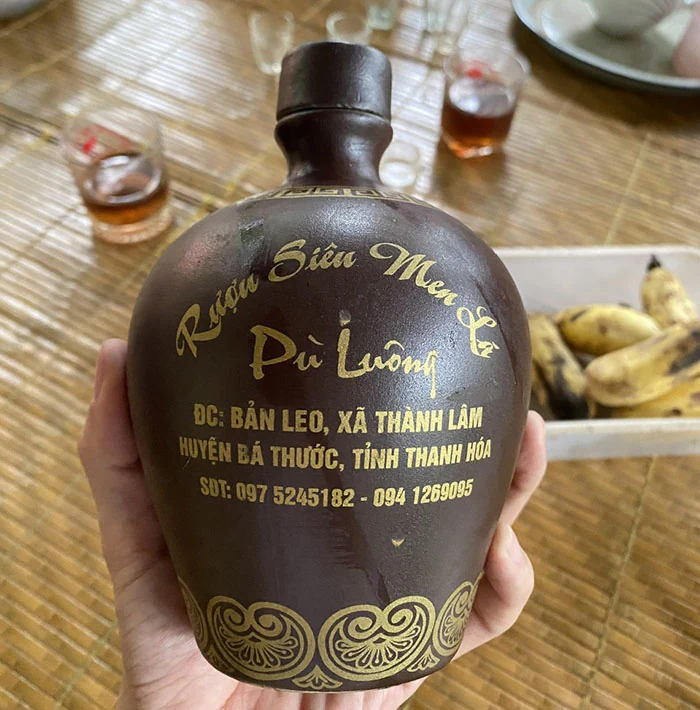 Rượu Siêu Men Lá
Pù Luông
ĐC: BẢN LEO, XÃ THÀNH LÂM
HUYỆN BÁ THƯỚC, TỈNH THANH HÓA
SĐT: 097 5245182 - 094 1269095